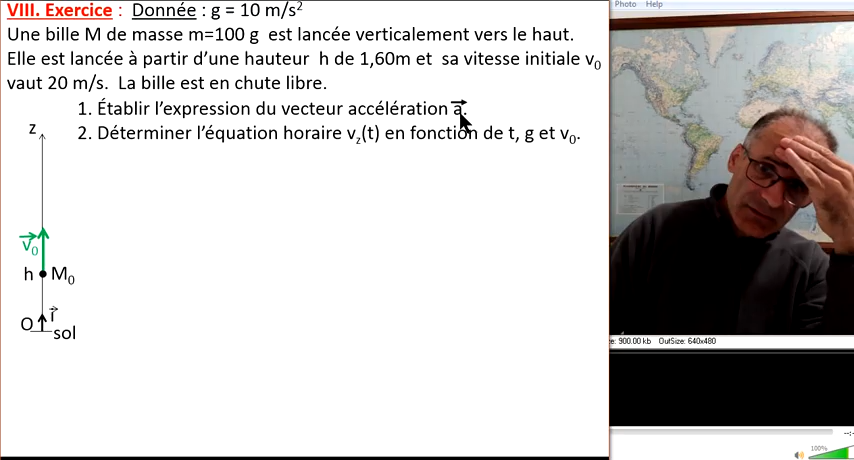 VIII. Exercice : Donnée : g = 10 m/s²
Une bille M de masse m=100 g est lancée verticalement vers le haut.
Elle est lancée à partir d'une hauteur h de 1,60m et sa vitesse initiale v₀
vaut 20 m/s. La bille est en chute libre.
1. Établir l'expression du vecteur accélération a⃗.
2. Déterminer l'équation horaire v_z(t) en fonction de t, g et v₀.
z
v⃗₀
h M₀
O i⃗
sol
Photo Help
e: 900.00 kb OutSize: 640x480
--:-
100%